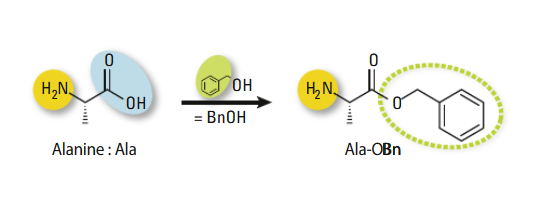 O
H₂N
OH
Alanine : Ala
OH
= BnOH
O
H₂N
O
Ala-OBn